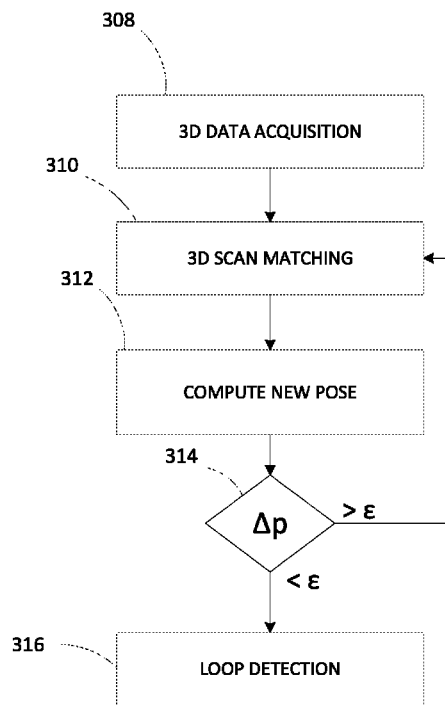 308
3D DATA ACQUISITION
310
3D SCAN MATCHING
312
COMPUTE NEW POSE
314
Δp
> ε
< ε
316
LOOP DETECTION